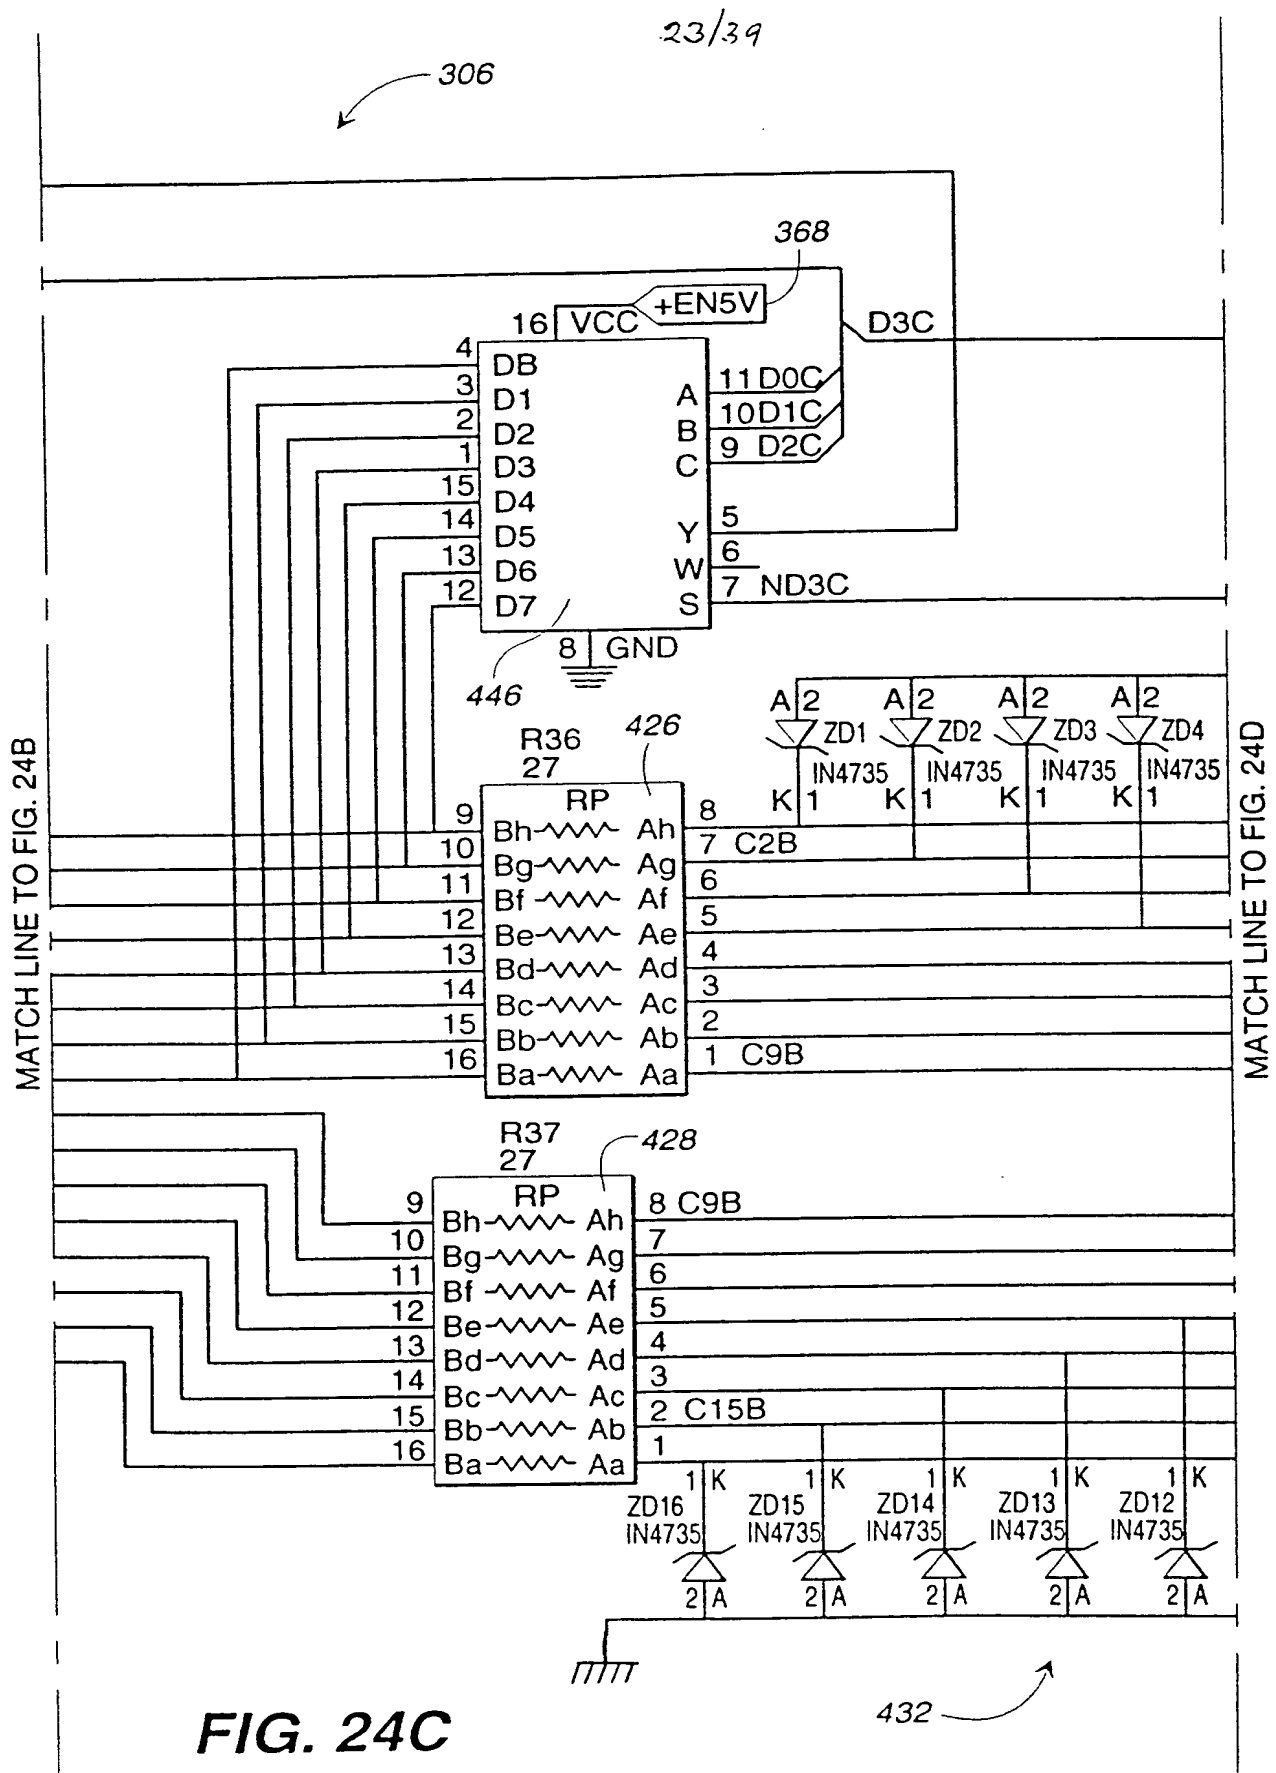 23/39
306
368
+EN5V
16 VCC
D3C
4 DB
3 D1
2 D2
1 D3
15 D4
14 D5
13 D6
12 D7
A 11 D0C
B 10 D1C
C 9 D2C
Y 5
W 6
S 7 ND3C
8 GND
446
426
R36
27
RP
9 Bh Ah 8
10 Bg Ag 7 C2B
11 Bf Af 6
12 Be Ae 5
13 Bd Ad 4
14 Bc Ac 3
15 Bb Ab 2
16 Ba Aa 1 C9B
A 2 A 2 A 2 A 2
ZD1 ZD2 ZD3 ZD4
IN4735 IN4735 IN4735 IN4735
K 1 K 1 K 1 K 1
MATCH LINE TO FIG. 24B
MATCH LINE TO FIG. 24D
R37
27
428
RP
9 Bh Ah 8 C9B
10 Bg Ag 7
11 Bf Af 6
12 Be Ae 5
13 Bd Ad 4
14 Bc Ac 3
15 Bb Ab 2 C15B
16 Ba Aa 1
1 K 1 K 1 K 1 K 1 K
ZD16 ZD15 ZD14 ZD13 ZD12
IN4735 IN4735 IN4735 IN4735 IN4735
2 A 2 A 2 A 2 A 2 A
432
FIG. 24C